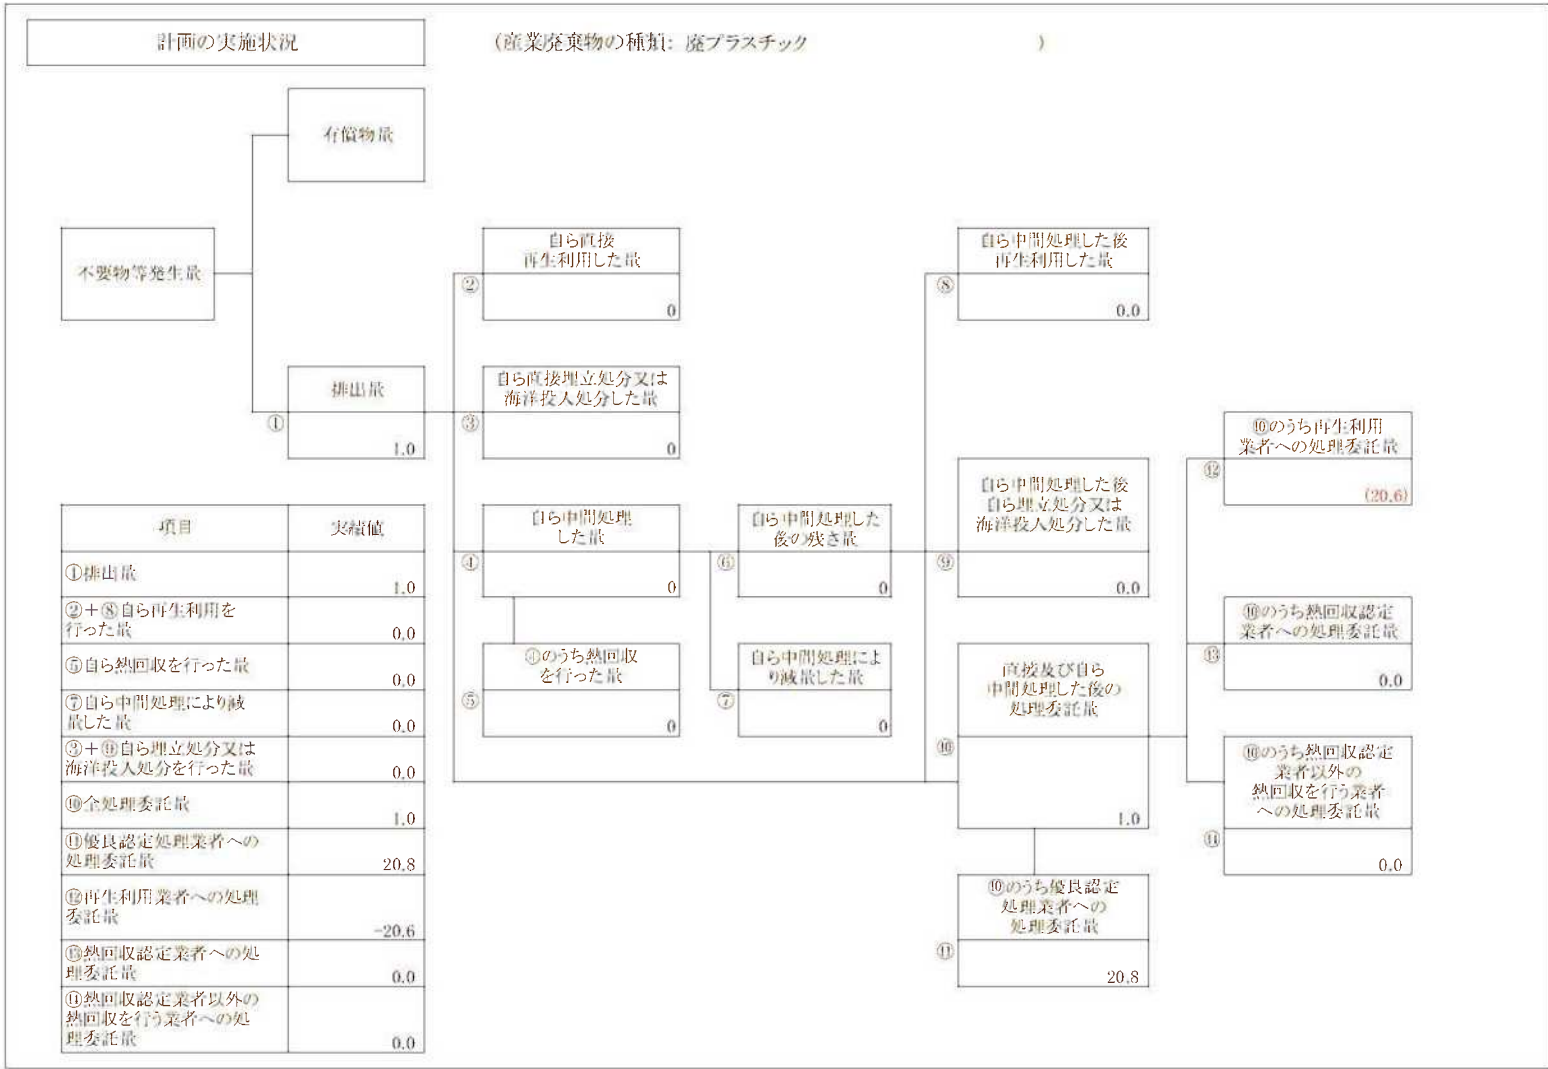 計画の実施状況
(産業廃棄物の種類: 廃プラスチック )
有償物量
不要物等発生量
排出量
①
1.0
自ら直接
再生利用した量
②
0
自ら直接埋立処分又は
海洋投入処分した量
③
0
自ら中間処理
した量
④
0
④のうち熱回収
を行った量
⑤
0
自ら中間処理した
後の残さ量
⑥
0
自ら中間処理によ
り減量した量
⑦
0
自ら中間処理した後
再生利用した量
⑧
0.0
自ら中間処理した後
自ら埋立処分又は
海洋投入処分した量
⑨
0.0
直接及び自ら
中間処理した後の
処理委託量
⑩
1.0
⑩のうち優良認定
処理業者への
処理委託量
⑪
20.8
⑩のうち再生利用
業者への処理委託量
⑫
(20.6)
⑩のうち熱回収認定
業者への処理委託量
⑬
0.0
⑩のうち熱回収認定
業者以外の
熱回収を行う業者
への処理委託量
⑭
0.0
項目 実績値
①排出量 1.0
②+⑧自ら再生利用を
行った量 0.0
⑤自ら熱回収を行った量 0.0
⑦自ら中間処理により減
量した量 0.0
③+⑨自ら埋立処分又は
海洋投入処分を行った量 0.0
⑩全処理委託量 1.0
⑪優良認定処理業者への
処理委託量 20.8
⑫再生利用業者への処理
委託量 -20.6
⑬熱回収認定業者への処
理委託量 0.0
⑭熱回収認定業者以外の
熱回収を行う業者への処
理委託量 0.0